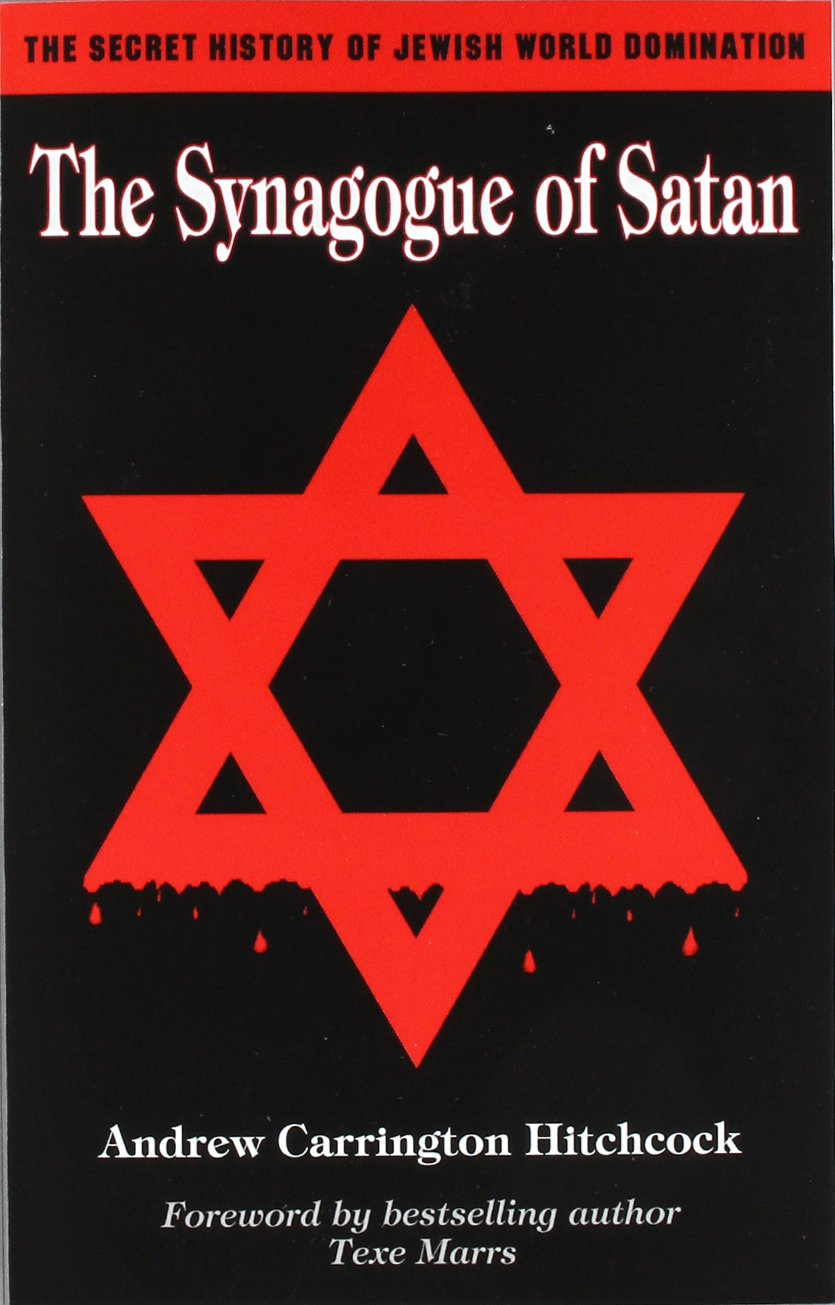 THE SECRET HISTORY OF JEWISH WORLD DOMINATION
The Synagogue of Satan
Andrew Carrington Hitchcock
Foreword by bestselling author
Texe Marrs